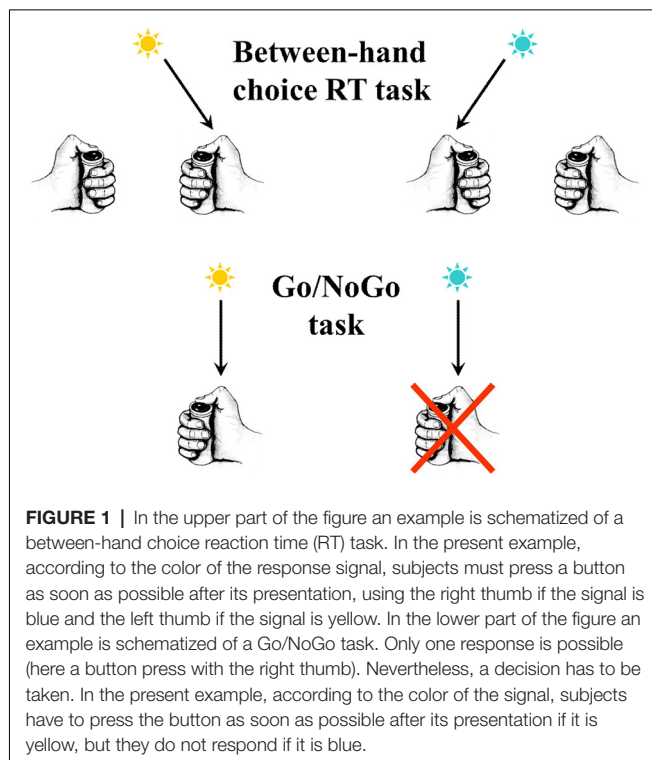 Between-hand
choice RT task
Go/NoGo
task
FIGURE 1 | In the upper part of the figure an example is schematized of a
between-hand choice reaction time (RT) task. In the present example,
according to the color of the response signal, subjects must press a button
as soon as possible after its presentation, using the right thumb if the signal is
blue and the left thumb if the signal is yellow. In the lower part of the figure an
example is schematized of a Go/NoGo task. Only one response is possible
(here a button press with the right thumb). Nevertheless, a decision has to be
taken. In the present example, according to the color of the signal, subjects
have to press the button as soon as possible after its presentation if it is
yellow, but they do not respond if it is blue.